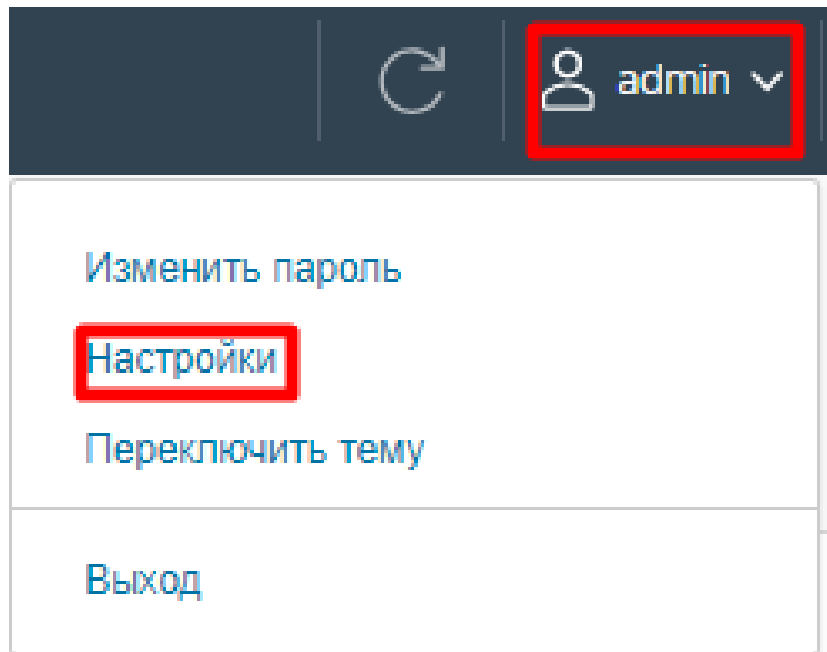 admin
Изменить пароль
Настройки
Переключить тему
Выход